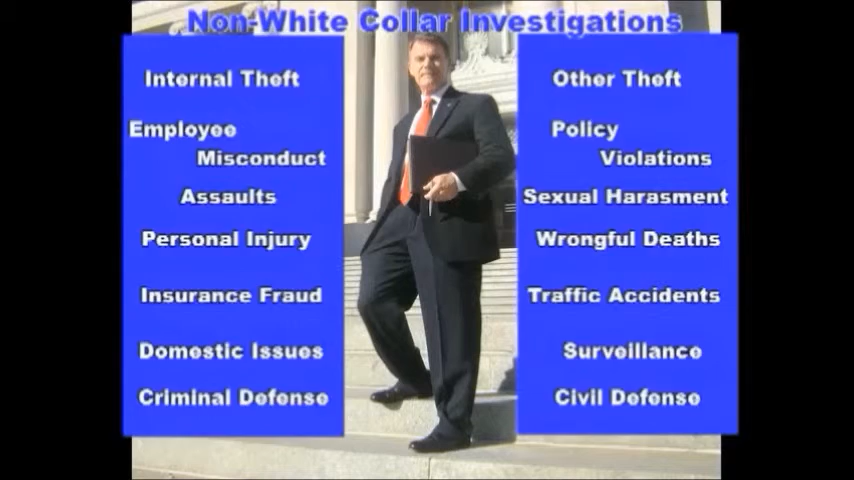 Non-White Collar Investigations
Internal Theft
Employee
Misconduct
Assaults
Personal Injury
Insurance Fraud
Domestic Issues
Criminal Defense
Other Theft
Policy
Violations
Sexual Harasment
Wrongful Deaths
Traffic Accidents
Surveillance
Civil Defense